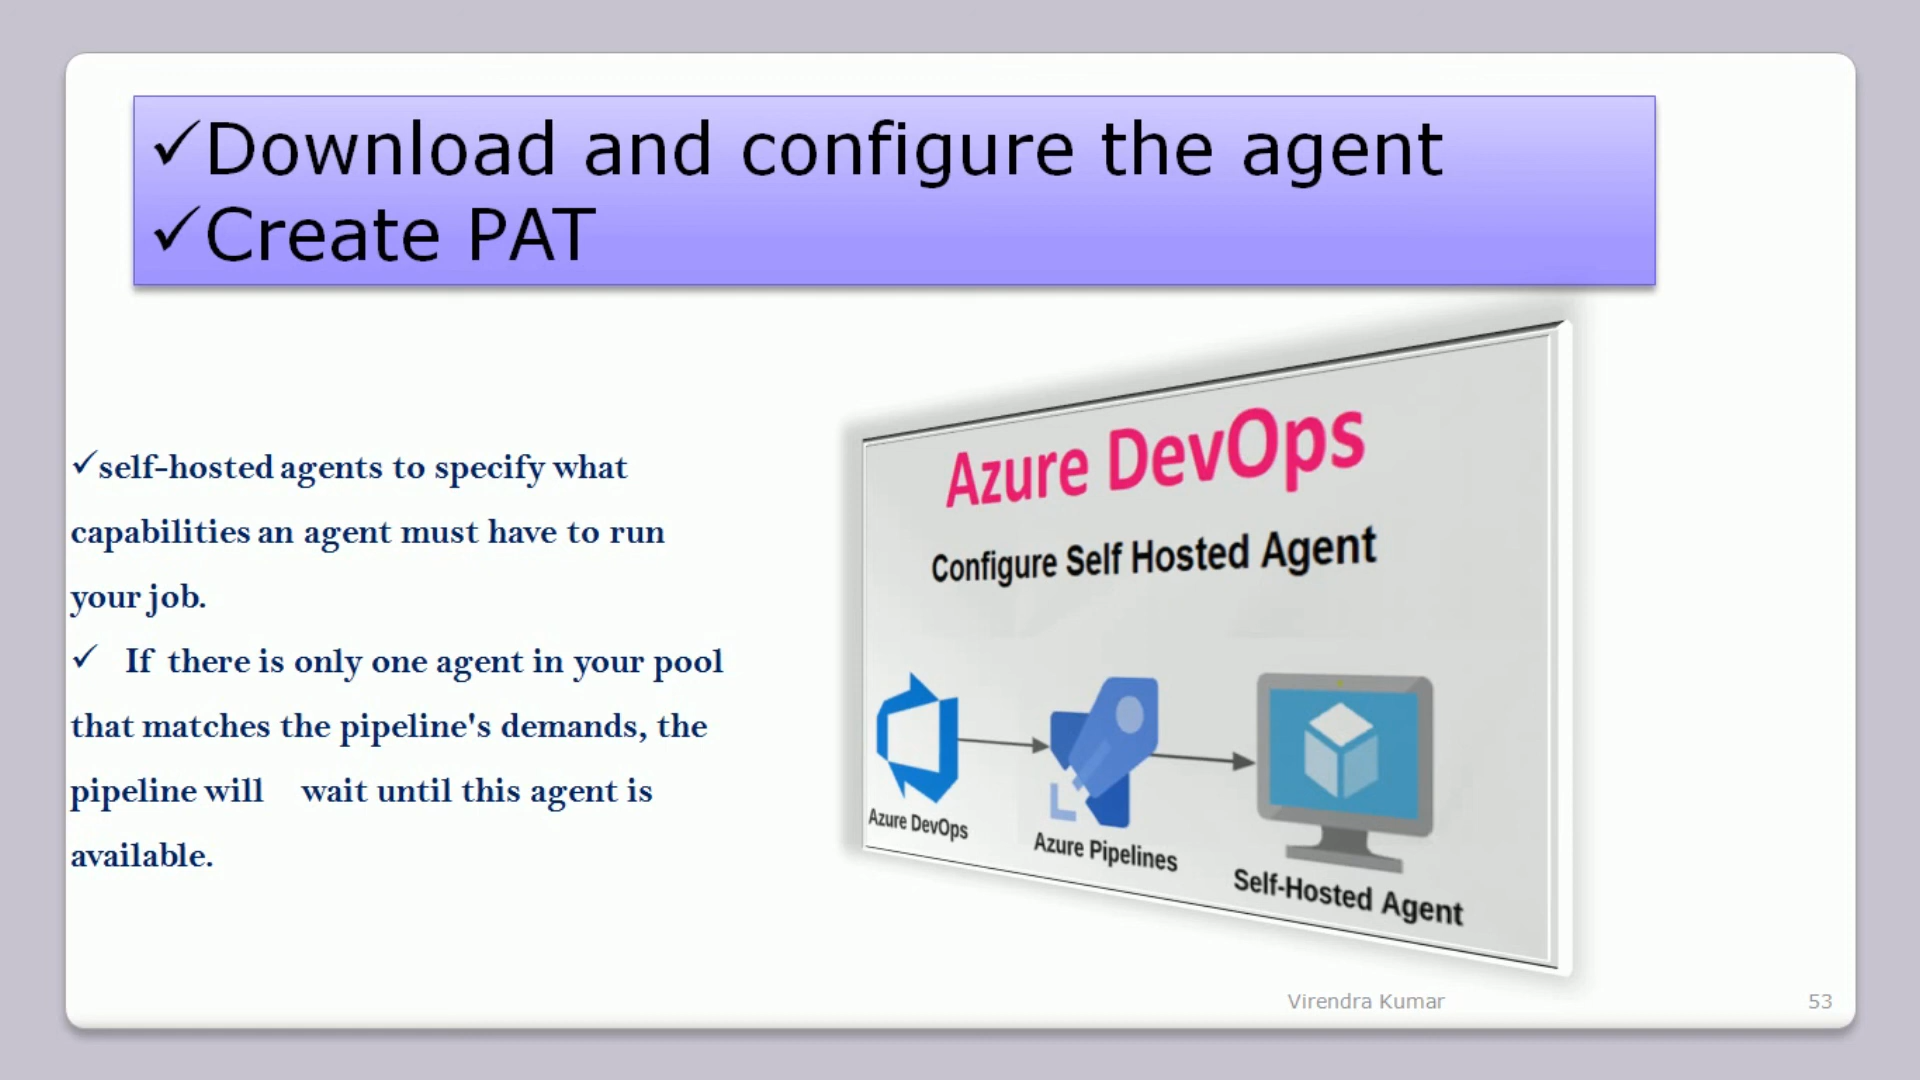 ✓Download and configure the agent
✓Create PAT
✓self-hosted agents to specify what
capabilities an agent must have to run
your job.
✓ If there is only one agent in your pool
that matches the pipeline's demands, the
pipeline will wait until this agent is
available.
Azure DevOps
Configure Self Hosted Agent
Azure DevOps
Azure Pipelines
Self-Hosted Agent
Virendra Kumar
53